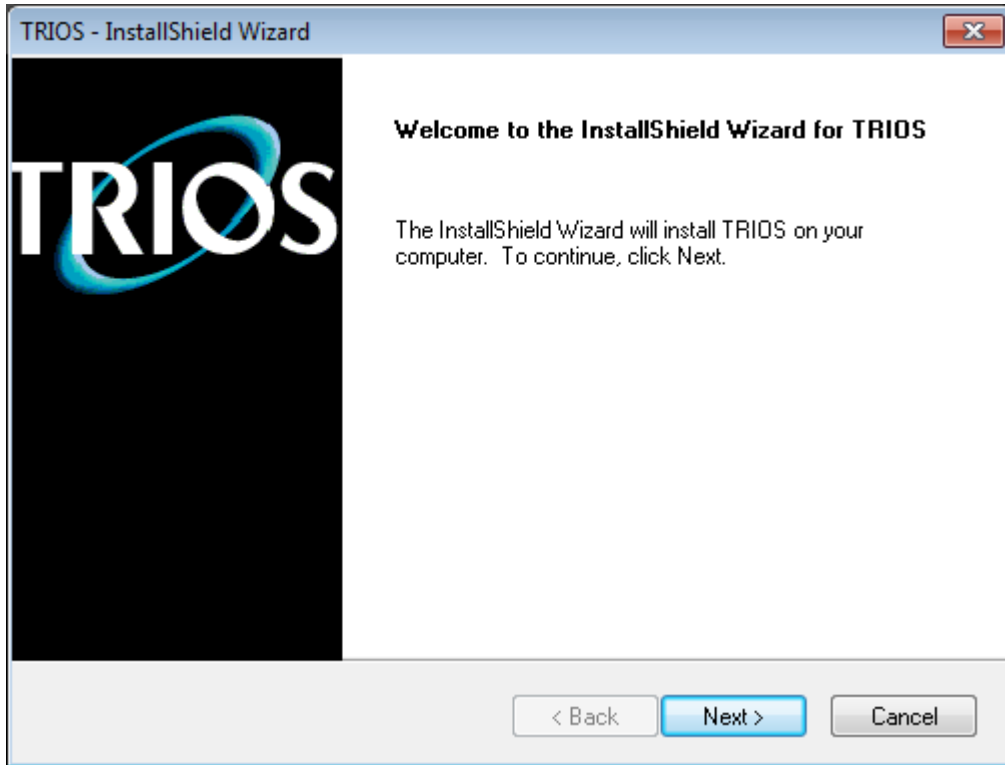 TRIOS - InstallShield Wizard
TRIOS
Welcome to the InstallShield Wizard for TRIOS
The InstallShield Wizard will install TRIOS on your
computer. To continue, click Next.
< Back
Next >
Cancel